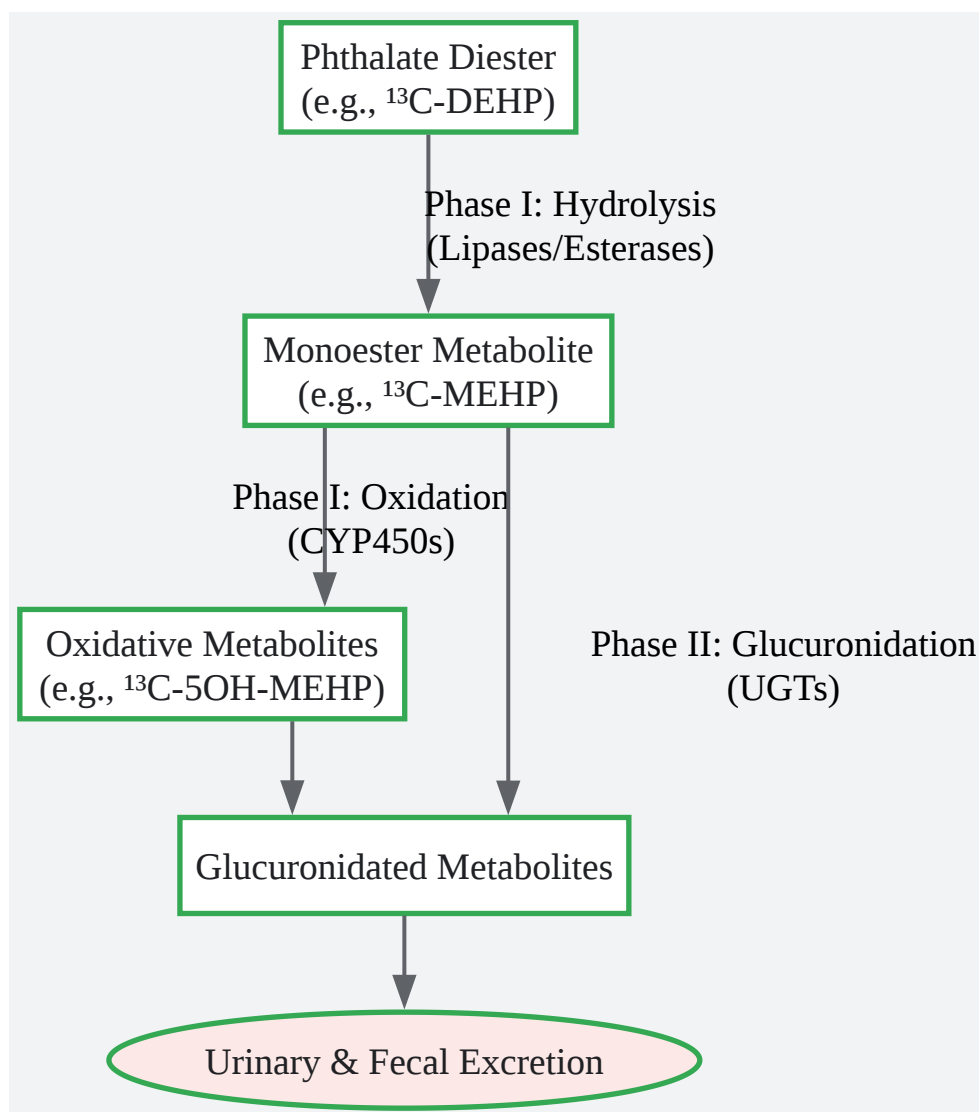 Phthalate Diester
(e.g., ¹³C-DEHP)
Phase I: Hydrolysis
(Lipases/Esterases)
Monoester Metabolite
(e.g., ¹³C-MEHP)
Phase I: Oxidation
(CYP450s)
Oxidative Metabolites
(e.g., ¹³C-5OH-MEHP)
Phase II: Glucuronidation
(UGTs)
Glucuronidated Metabolites
Urinary & Fecal Excretion